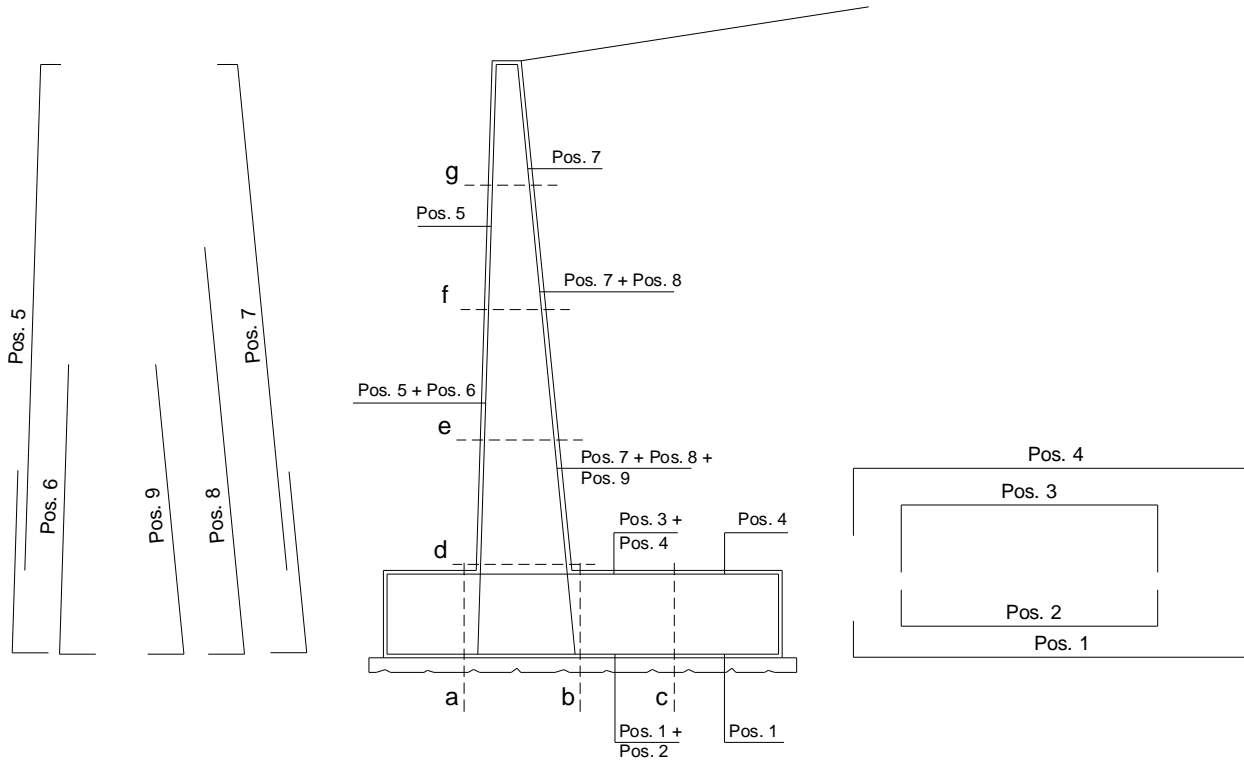 Pos. 5
Pos. 6
Pos. 9
Pos. 8
Pos. 7
g
Pos. 7
Pos. 5
f
Pos. 7 + Pos. 8
Pos. 5 + Pos. 6
e
Pos. 7 + Pos. 8 +
Pos. 9
d
Pos. 3 +
Pos. 4
Pos. 4
a
b
c
Pos. 1 +
Pos. 2
Pos. 1
Pos. 4
Pos. 3
Pos. 2
Pos. 1